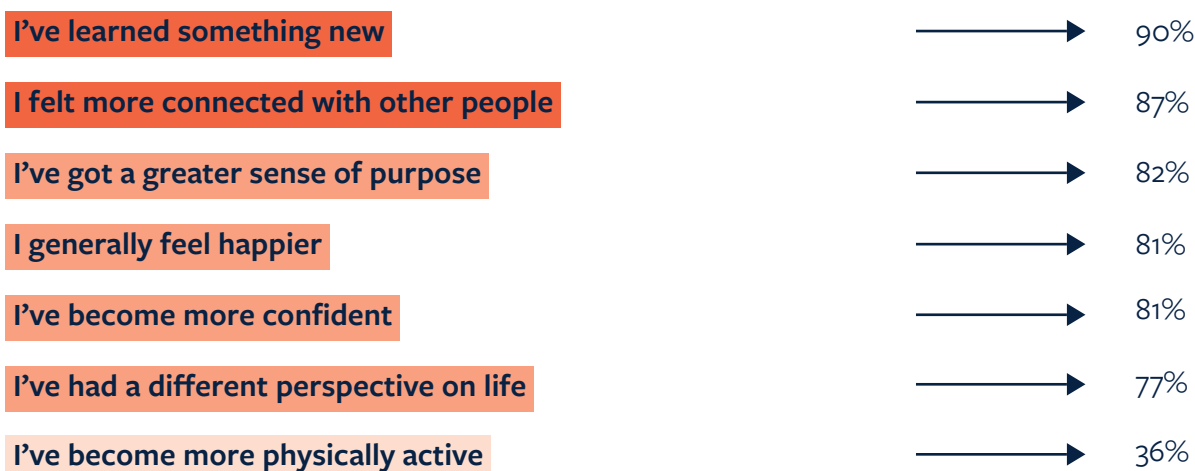 I’ve learned something new 90%
I felt more connected with other people 87%
I’ve got a greater sense of purpose 82%
I generally feel happier 81%
I’ve become more confident 81%
I’ve had a different perspective on life 77%
I’ve become more physically active 36%